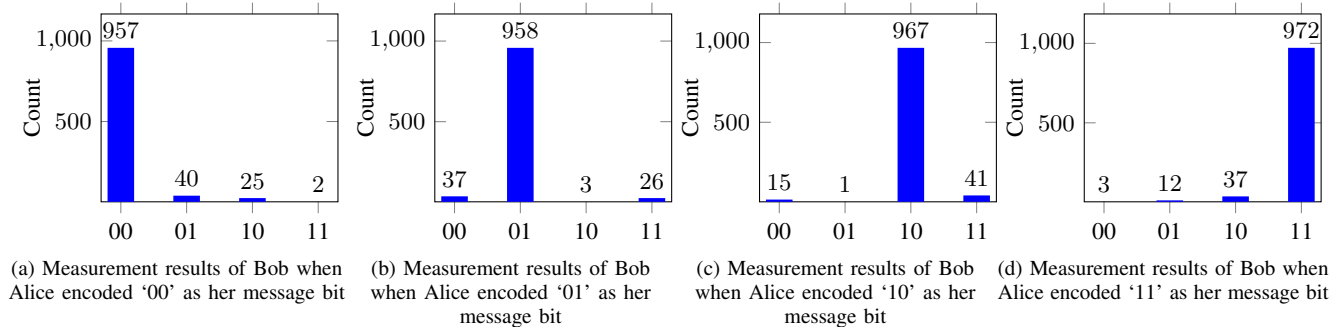 957
1,000
500
Count
40
25
2
00
01
10
11
(a) Measurement results of Bob when
Alice encoded ‘00’ as her message bit
958
1,000
500
Count
37
3
26
00
01
10
11
(b) Measurement results of Bob
when Alice encoded ‘01’ as her
message bit
967
1,000
500
Count
15
1
41
00
01
10
11
(c) Measurement results of Bob
when Alice encoded ‘10’ as her
message bit
972
1,000
500
Count
3
12
37
00
01
10
11
(d) Measurement results of Bob when
Alice encoded ‘11’ as her message bit